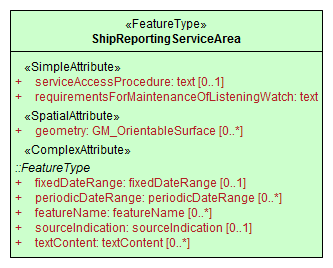 «FeatureType»
ShipReportingServiceArea
«SimpleAttribute»
+ serviceAccessProcedure: text [0..1]
+ requirementsForMaintenanceOfListeningWatch: text
«SpatialAttribute»
+ geometry: GM_OrientableSurface [0..*]
«ComplexAttribute»
::FeatureType
+ fixedDateRange: fixedDateRange [0..1]
+ periodicDateRange: periodicDateRange [0..*]
+ featureName: featureName [0..*]
+ sourceIndication: sourceIndication [0..1]
+ textContent: textContent [0..*]